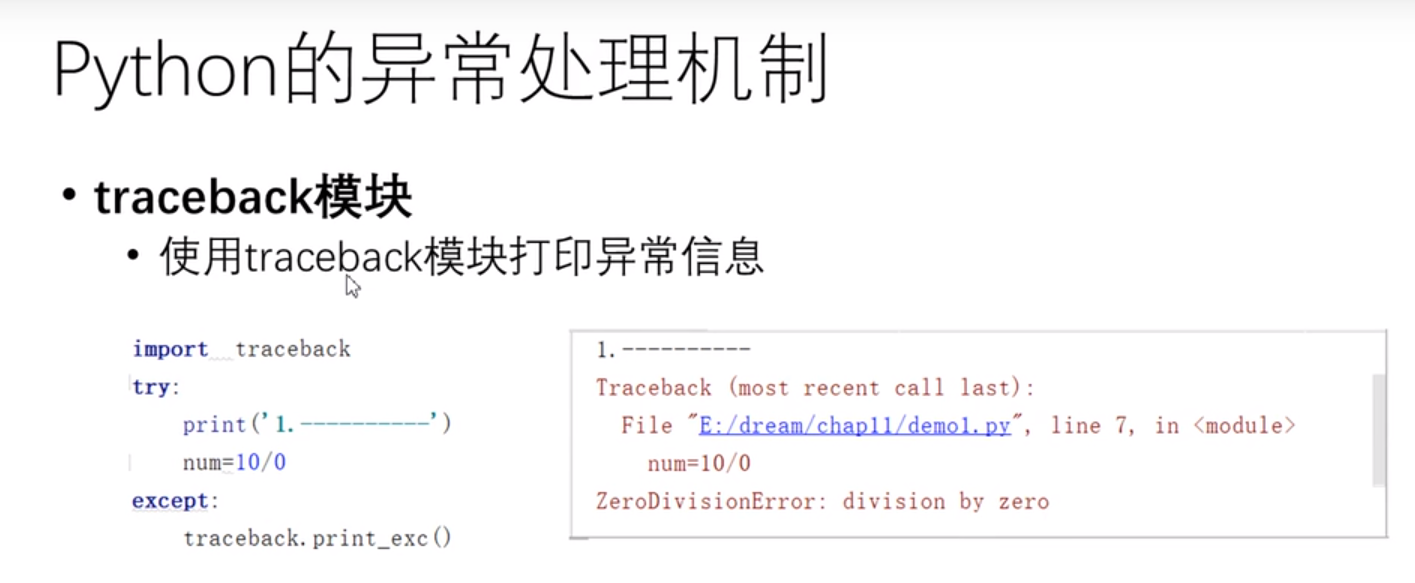 Python的异常处理机制
• traceback模块
• 使用traceback模块打印异常信息
import traceback
try:
print('1.----------')
num=10/0
except:
traceback.print_exc()
1.----------
Traceback (most recent call last):
File "E:/dream/chap11/demo1.py", line 7, in <module>
num=10/0
ZeroDivisionError: division by zero